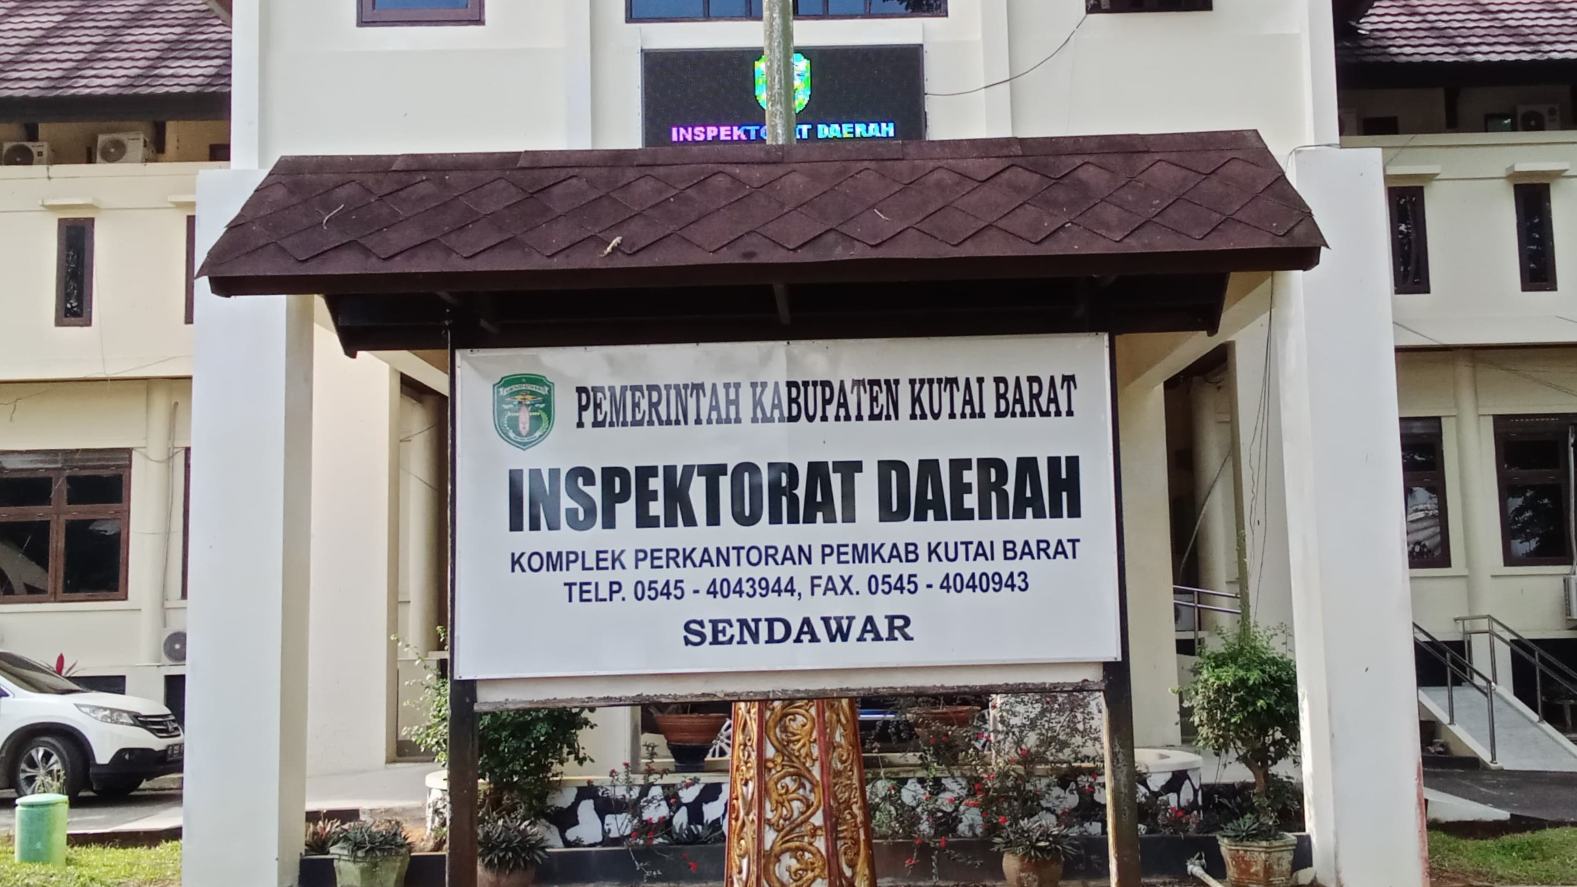 INSPEKTORAT DAERAH
PEMERINTAH KABUPATEN KUTAI BARAT
INSPEKTORAT DAERAH
KOMPLEK PERKANTORAN PEMKAB KUTAI BARAT
TELP. 0545 - 4043944, FAX. 0545 - 4040943
SENDAWAR